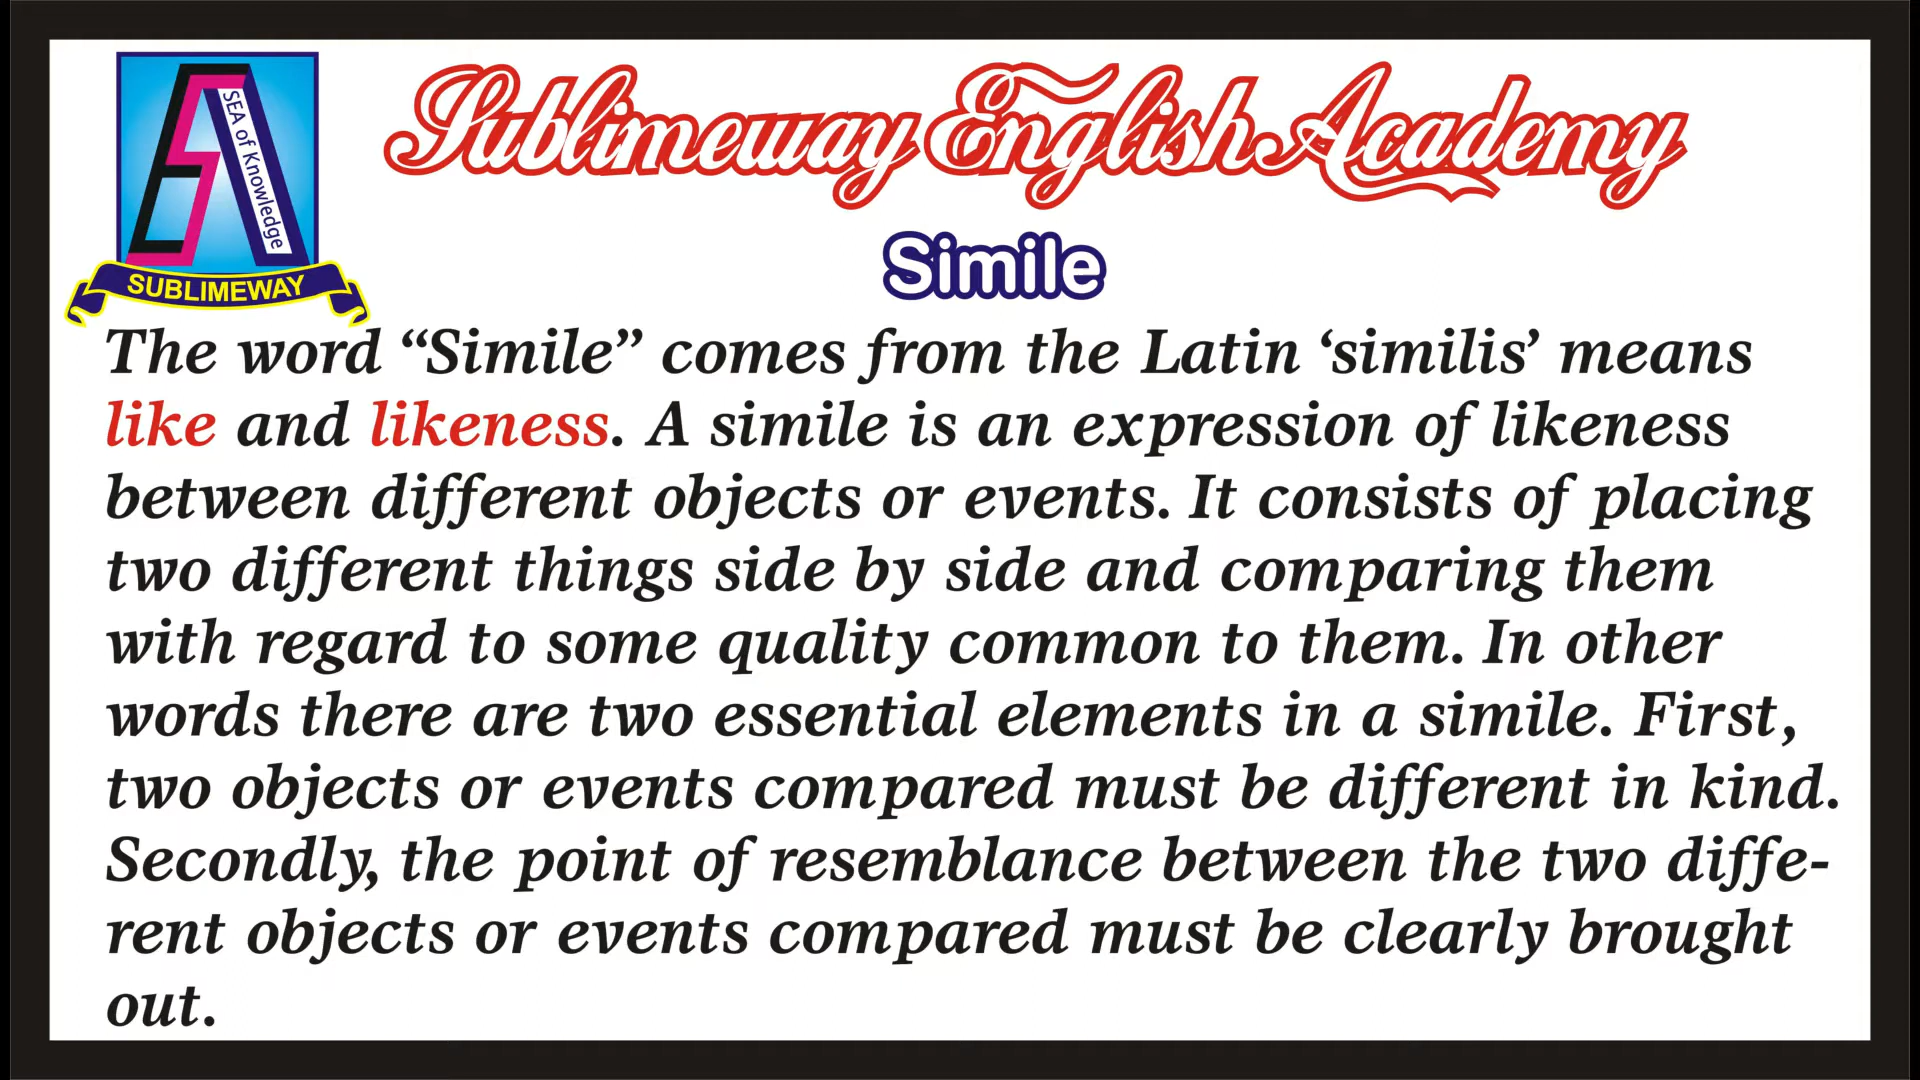 Sublimeway English Academy
SEA of Knowledge
SUBLIMEWAY
Simile
The word “Simile” comes from the Latin ‘similis’ means
like and likeness. A simile is an expression of likeness
between different objects or events. It consists of placing
two different things side by side and comparing them
with regard to some quality common to them. In other
words there are two essential elements in a simile. First,
two objects or events compared must be different in kind.
Secondly, the point of resemblance between the two diffe-
rent objects or events compared must be clearly brought
out.